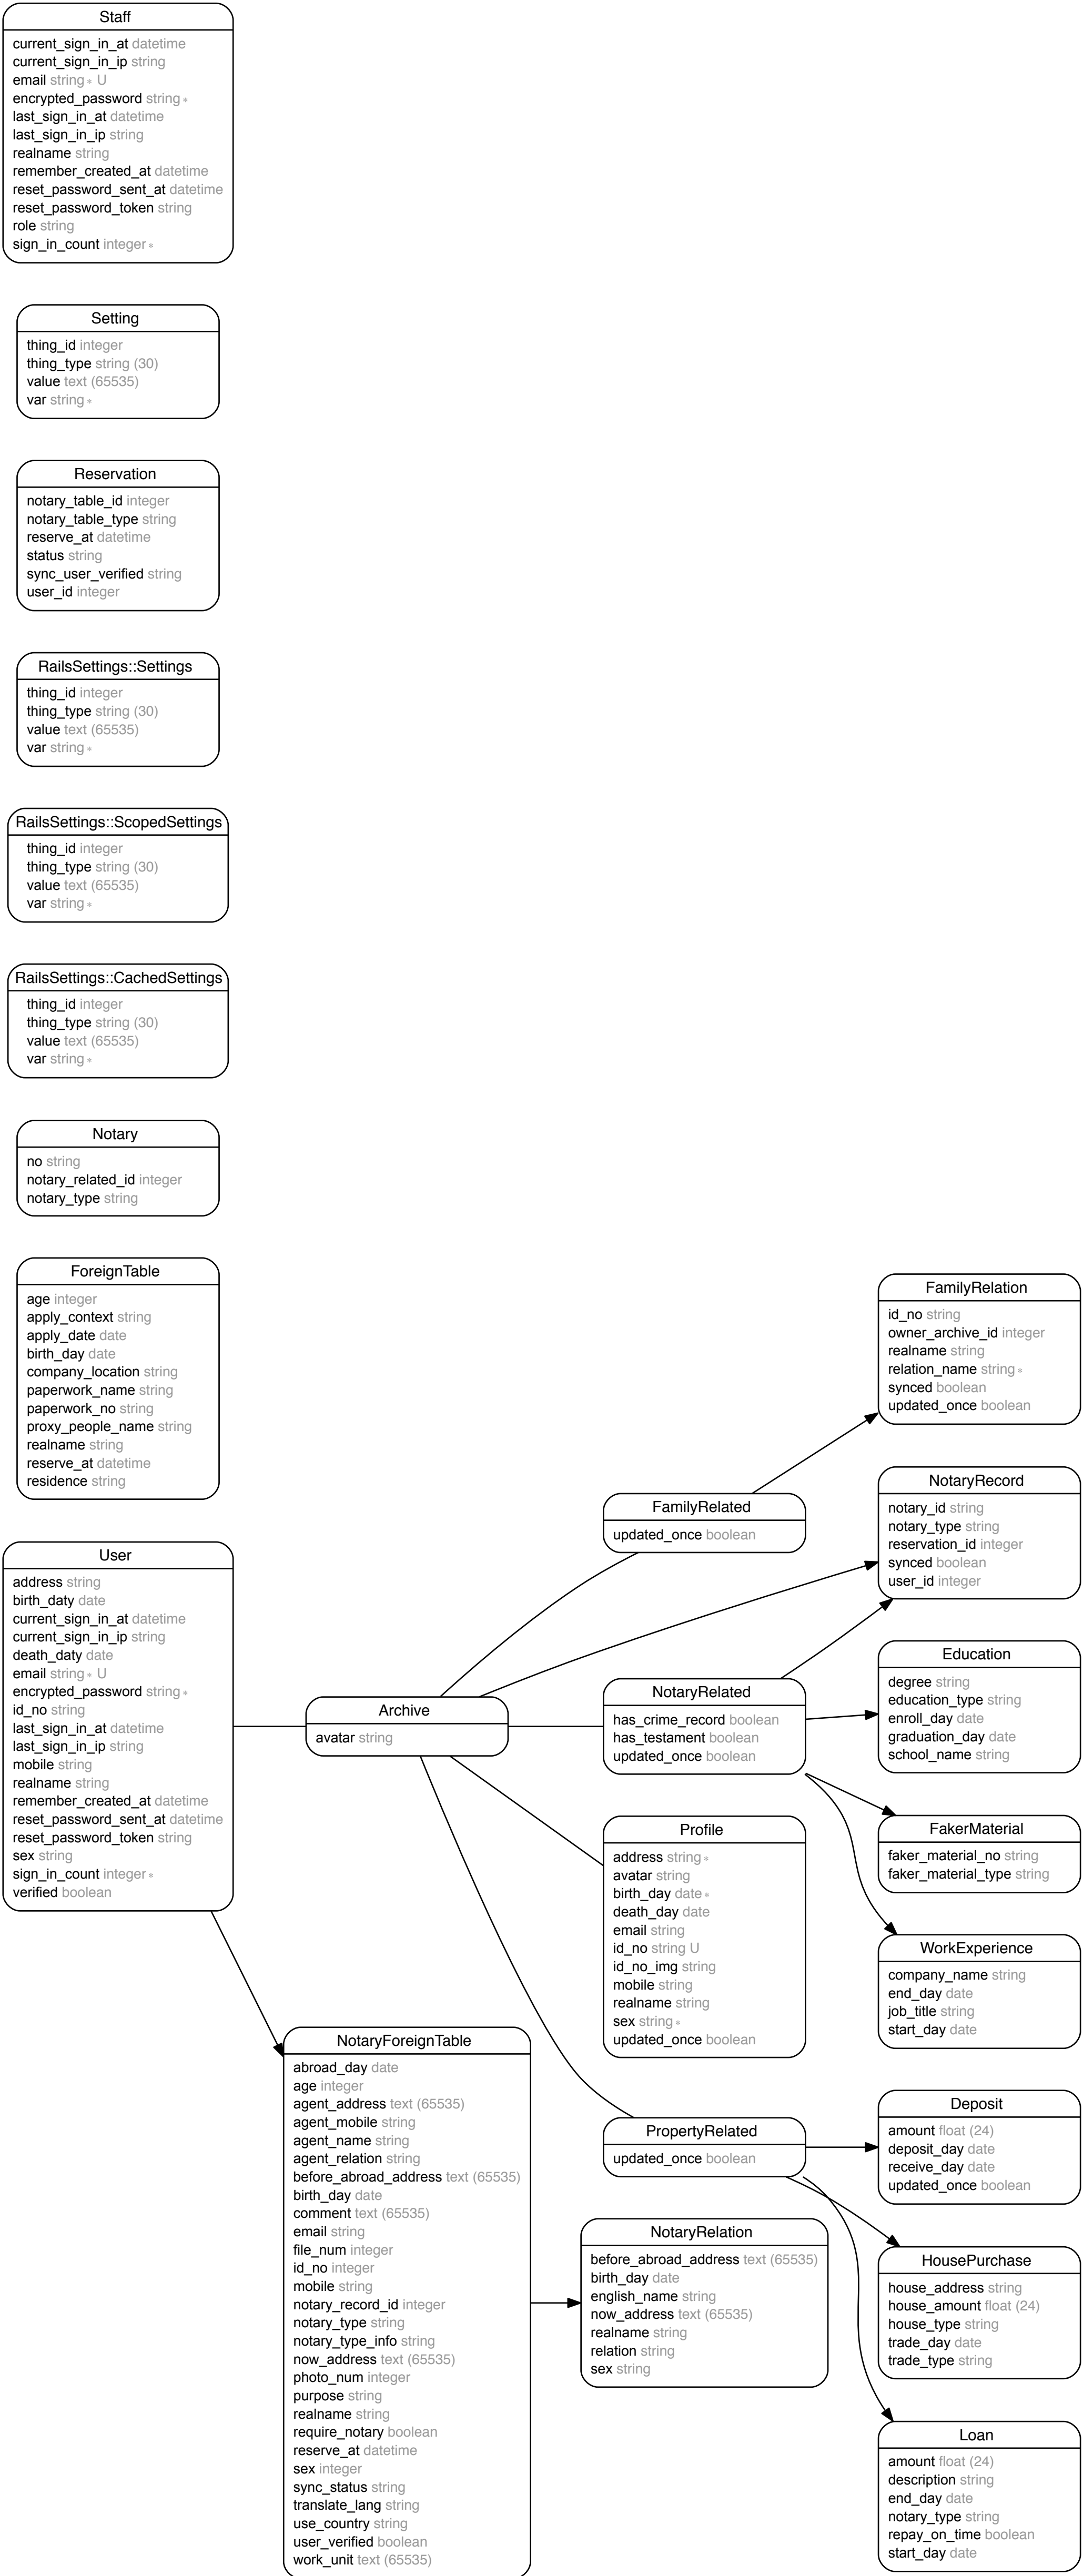 Staff
current_sign_in_at datetime
current_sign_in_ip string
email string * U
encrypted_password string *
last_sign_in_at datetime
last_sign_in_ip string
realname string
remember_created_at datetime
reset_password_sent_at datetime
reset_password_token string
role string
sign_in_count integer *
Setting
thing_id integer
thing_type string (30)
value text (65535)
var string *
Reservation
notary_table_id integer
notary_table_type string
reserve_at datetime
status string
sync_user_verified string
user_id integer
RailsSettings::Settings
thing_id integer
thing_type string (30)
value text (65535)
var string *
RailsSettings::ScopedSettings
thing_id integer
thing_type string (30)
value text (65535)
var string *
RailsSettings::CachedSettings
thing_id integer
thing_type string (30)
value text (65535)
var string *
Notary
no string
notary_related_id integer
notary_type string
ForeignTable
age integer
apply_context string
apply_date date
birth_day date
company_location string
paperwork_name string
paperwork_no string
proxy_people_name string
realname string
reserve_at datetime
residence string
User
address string
birth_daty date
current_sign_in_at datetime
current_sign_in_ip string
death_daty date
email string * U
encrypted_password string *
id_no string
last_sign_in_at datetime
last_sign_in_ip string
mobile string
realname string
remember_created_at datetime
reset_password_sent_at datetime
reset_password_token string
sex string
sign_in_count integer *
verified boolean
Archive
avatar string
NotaryForeignTable
abroad_day date
age integer
agent_address text (65535)
agent_mobile string
agent_name string
agent_relation string
before_abroad_address text (65535)
birth_day date
comment text (65535)
email string
file_num integer
id_no integer
mobile string
notary_record_id integer
notary_type string
notary_type_info string
now_address text (65535)
photo_num integer
purpose string
realname string
require_notary boolean
reserve_at datetime
sex integer
sync_status string
translate_lang string
use_country string
user_verified boolean
work_unit text (65535)
FamilyRelated
updated_once boolean
NotaryRelated
has_crime_record boolean
has_testament boolean
updated_once boolean
Profile
address string *
avatar string
birth_day date *
death_day date
email string
id_no string U
id_no_img string
mobile string
realname string
sex string *
updated_once boolean
PropertyRelated
updated_once boolean
NotaryRelation
before_abroad_address text (65535)
birth_day date
english_name string
now_address text (65535)
realname string
relation string
sex string
FamilyRelation
id_no string
owner_archive_id integer
realname string
relation_name string *
synced boolean
updated_once boolean
NotaryRecord
notary_id string
notary_type string
reservation_id integer
synced boolean
user_id integer
Education
degree string
education_type string
enroll_day date
graduation_day date
school_name string
FakerMaterial
faker_material_no string
faker_material_type string
WorkExperience
company_name string
end_day date
job_title string
start_day date
Deposit
amount float (24)
deposit_day date
receive_day date
updated_once boolean
HousePurchase
house_address string
house_amount float (24)
house_type string
trade_day date
trade_type string
Loan
amount float (24)
description string
end_day date
notary_type string
repay_on_time boolean
start_day date